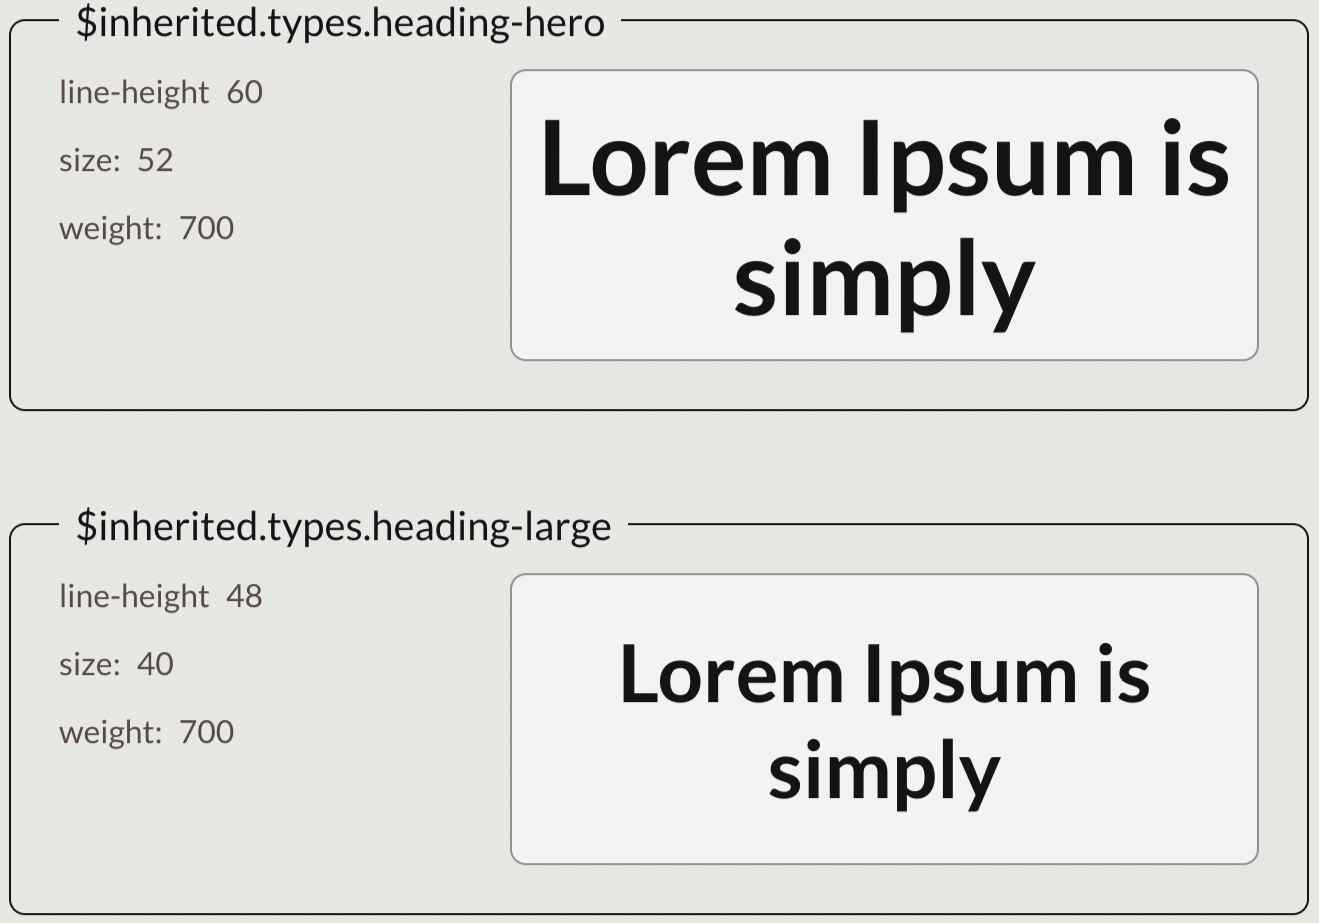 $inherited.types.heading-hero
line-height 60
size: 52
weight: 700
Lorem Ipsum is
simply
$inherited.types.heading-large
line-height 48
size: 40
weight: 700
Lorem Ipsum is
simply